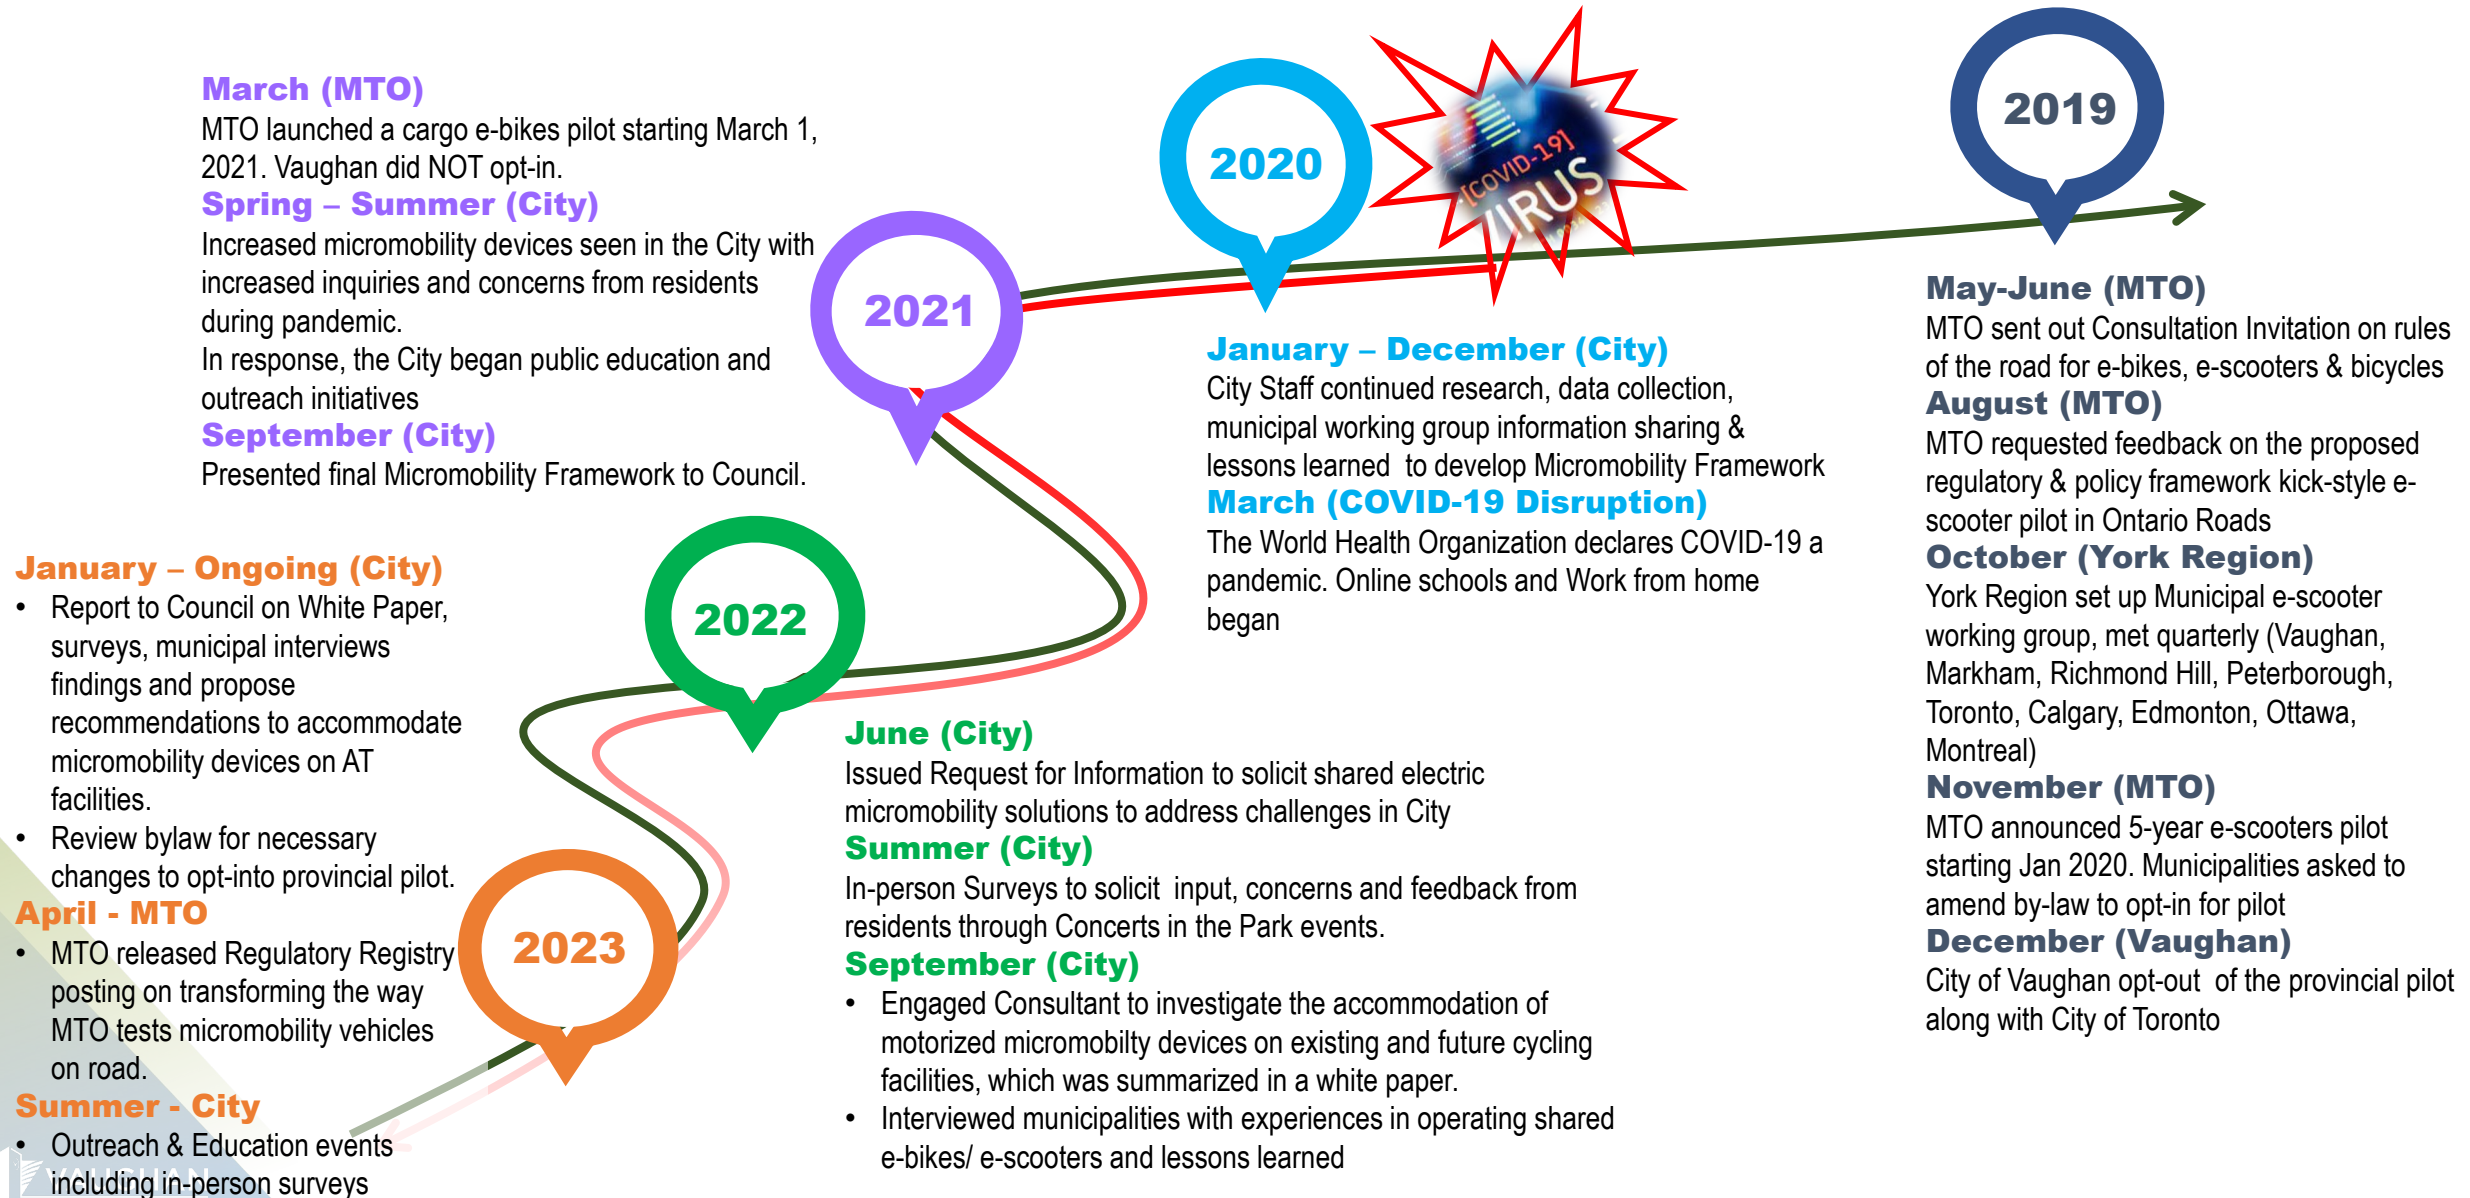 2019
May-June (MTO)
MTO sent out Consultation Invitation on rules
of the road for e-bikes, e-scooters & bicycles
August (MTO)
MTO requested feedback on the proposed
regulatory & policy framework kick-style e-
scooter pilot in Ontario Roads
October (York Region)
York Region set up Municipal e-scooter
working group, met quarterly (Vaughan,
Markham, Richmond Hill, Peterborough,
Toronto, Calgary, Edmonton, Ottawa,
Montreal)
November (MTO)
MTO announced 5-year e-scooters pilot
starting Jan 2020. Municipalities asked to
amend by-law to opt-in for pilot
December (Vaughan)
City of Vaughan opt-out  of the provincial pilot
along with City of Toronto
2020
[COVID-19]
VIRUS
January – December (City)
City Staff continued research, data collection,
municipal working group information sharing &
lessons learned  to develop Micromobility Framework
March (COVID-19 Disruption)
The World Health Organization declares COVID-19 a
pandemic. Online schools and Work from home
began
2021
March (MTO)
MTO launched a cargo e-bikes pilot starting March 1,
2021. Vaughan did NOT opt-in.
Spring – Summer (City)
Increased micromobility devices seen in the City with
increased inquiries and concerns from residents
during pandemic.
In response, the City began public education and
outreach initiatives
September (City)
Presented final Micromobility Framework to Council.
2022
June (City)
Issued Request for Information to solicit shared electric
micromobility solutions to address challenges in City
Summer (City)
In-person Surveys to solicit  input, concerns and feedback from
residents through Concerts in the Park events.
September (City)
• Engaged Consultant to investigate the accommodation of
motorized micromobilty devices on existing and future cycling
facilities, which was summarized in a white paper.
• Interviewed municipalities with experiences in operating shared
e-bikes/ e-scooters and lessons learned
2023
January – Ongoing (City)
• Report to Council on White Paper,
surveys, municipal interviews
findings and propose
recommendations to accommodate
micromobility devices on AT
facilities.
• Review bylaw for necessary
changes to opt-into provincial pilot.
April - MTO
• MTO released Regulatory Registry
posting on transforming the way
MTO tests micromobility vehicles
on road.
Summer - City
• Outreach & Education events
including in-person surveys
VAUGHAN